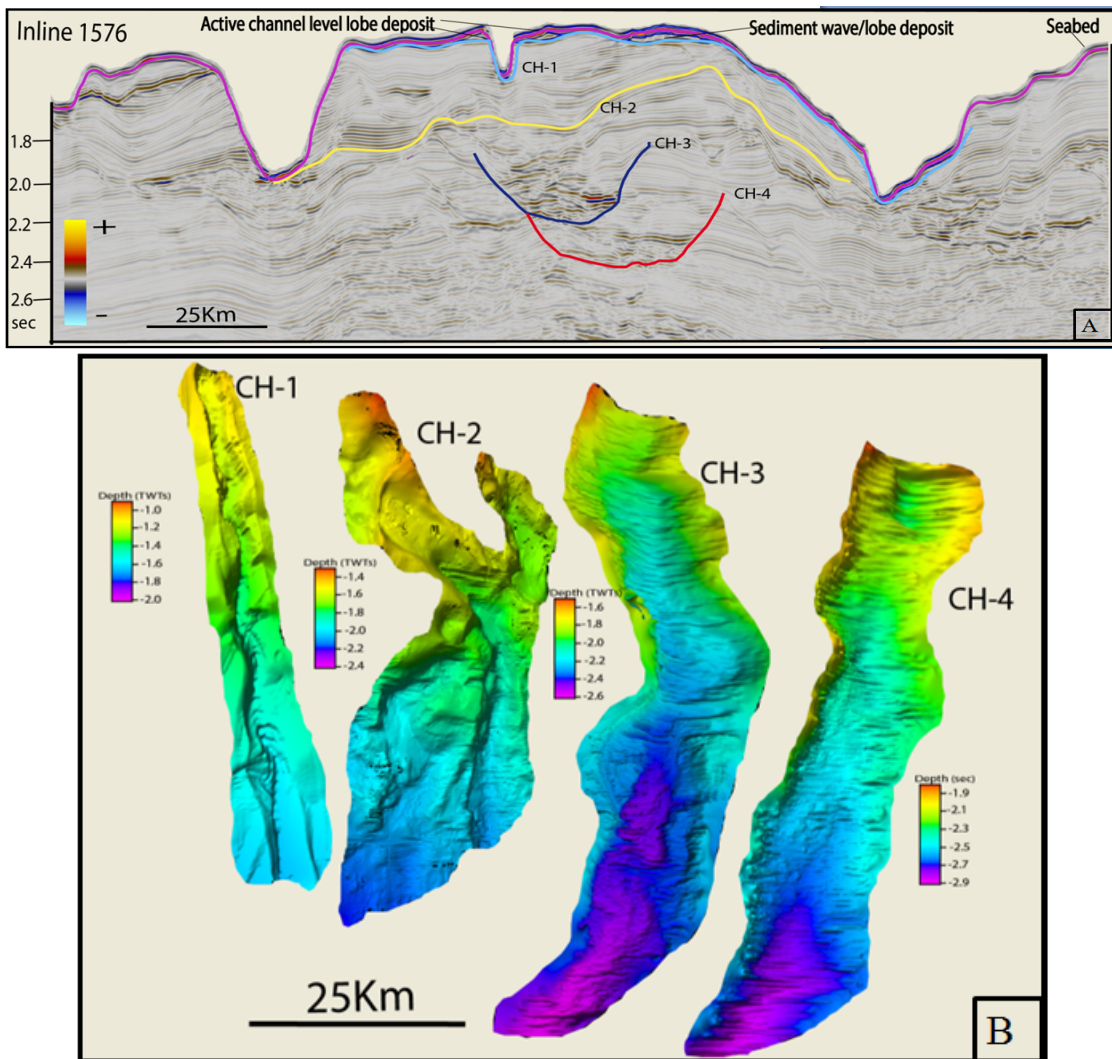 Inline 1576
Active channel level lobe deposit
Sediment wave/lobe deposit
Seabed
CH-1
CH-2
CH-3
CH-4
1.8
2.0
2.2
2.4
2.6
sec
+
-
25Km
A
CH-1
CH-2
CH-3
CH-4
Depth (TWTs)
-1.0
-1.2
-1.4
-1.6
-1.8
-2.0
Depth (TWTs)
-1.4
-1.6
-1.8
-2.0
-2.2
-2.4
Depth (TWTs)
-1.6
-1.8
-2.0
-2.2
-2.4
-2.6
Depth (sec)
-1.9
-2.1
-2.3
-2.5
-2.7
-2.9
25Km
B